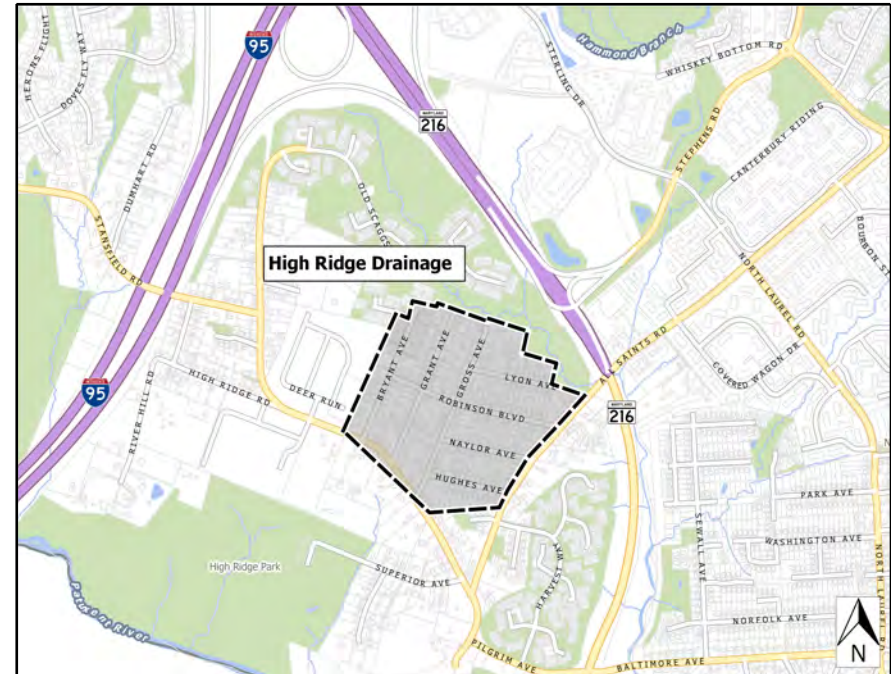 HERONS FLIGHT
DOVES FLY WAY
95
Hammond Branch
WHISKEY BOTTOM RD
STERLING DR
MARYLAND
216
STEPHENS RD
CANTERBURY RIDING
DUMHART RD
OLD SCAGGS
STANSFIELD RD
BOURBON
High Ridge Drainage
NORTH LAUREL RD
BRYANT AVE
GRANT AVE
GROSS AVE
LYON AVE
ALL SAINTS RD
COVERED WAGON DR
95
RIVER HILL RD
HIGH RIDGE RD
DEER RUN
ROBINSON BLVD
MARYLAND
216
NAYLOR AVE
HUGHES AVE
PARK AVE
SEWALL AVE
WASHINGTON AVE
High Ridge Park
SUPERIOR AVE
HARVEST WAY
NORTH LAUREL RD
Patuxent River
NORFOLK AVE
PILGRIM AVE
BALTIMORE AVE
N